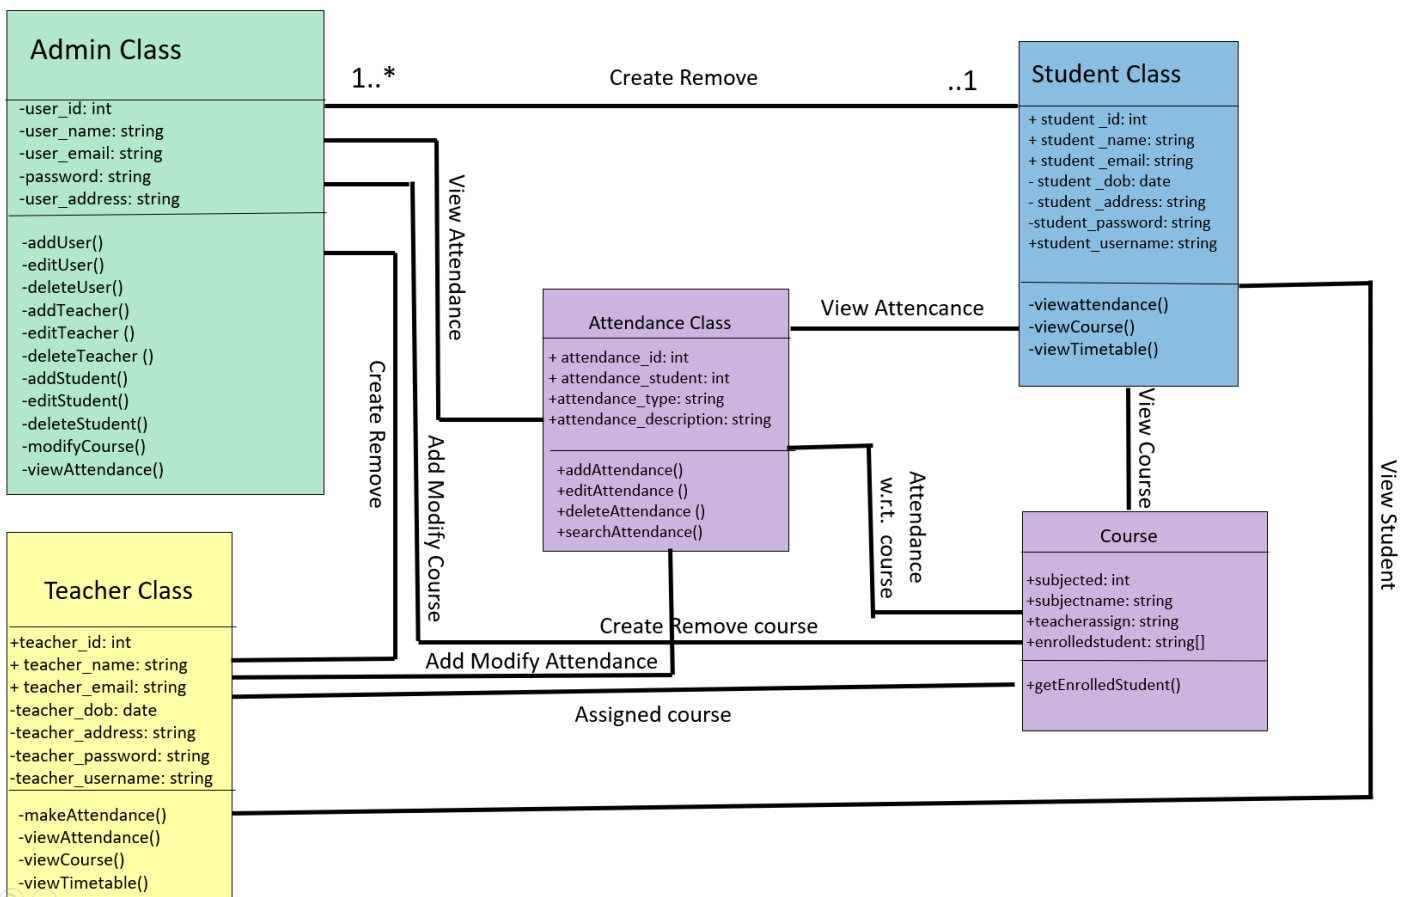 Admin Class
-user_id: int
-user_name: string
-user_email: string
-password: string
-user_address: string
-addUser()
-editUser()
-deleteUser()
-addTeacher()
-editTeacher ()
-deleteTeacher ()
-addStudent()
-editStudent()
-deleteStudent()
-modifyCourse()
-viewAttendance()
1..*
Create Remove
..1
Student Class
+ student _id: int
+ student _name: string
+ student _email: string
- student _dob: date
- student _address: string
-student_password: string
+student_username: string
-viewattendance()
-viewCourse()
-viewTimetable()
View Attendance
Create Remove
Add Modify Course
Attendance Class
+ attendance_id: int
+ attendance_student: int
+attendance_type: string
+attendance_description: string
+addAttendance()
+editAttendance ()
+deleteAttendance ()
+searchAttendance()
View Attencance
Attendance
w.r.t. course
View Course
View Student
Course
+subjected: int
+subjectname: string
+teacherassign: string
+enrolledstudent: string[]
+getEnrolledStudent()
Create Remove course
Add Modify Attendance
Assigned course
Teacher Class
+teacher_id: int
+ teacher_name: string
+ teacher_email: string
-teacher_dob: date
-teacher_address: string
-teacher_password: string
-teacher_username: string
-makeAttendance()
-viewAttendance()
-viewCourse()
-viewTimetable()